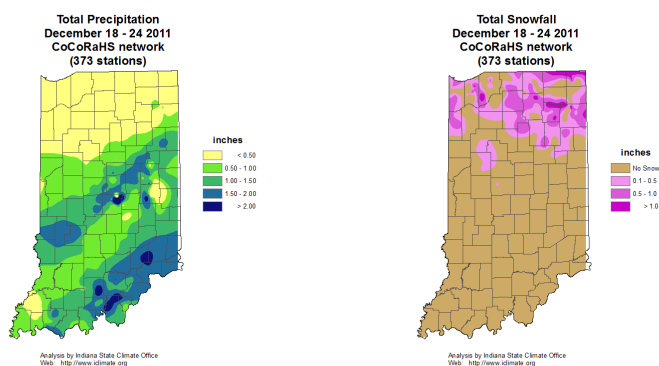 Total Precipitation
December 18 - 24 2011
CoCoRaHS network
(373 stations)
inches
< 0.50
0.50 - 1.00
1.00 - 1.50
1.50 - 2.00
> 2.00
Analysis by Indiana State Climate Office
Web: http://www.iclimate.org
Total Snowfall
December 18 - 24 2011
CoCoRaHS network
(373 stations)
inches
No Snow
0.1 - 0.5
0.5 - 1.0
> 1.0
Analysis by Indiana State Climate Office
Web: http://www.iclimate.org